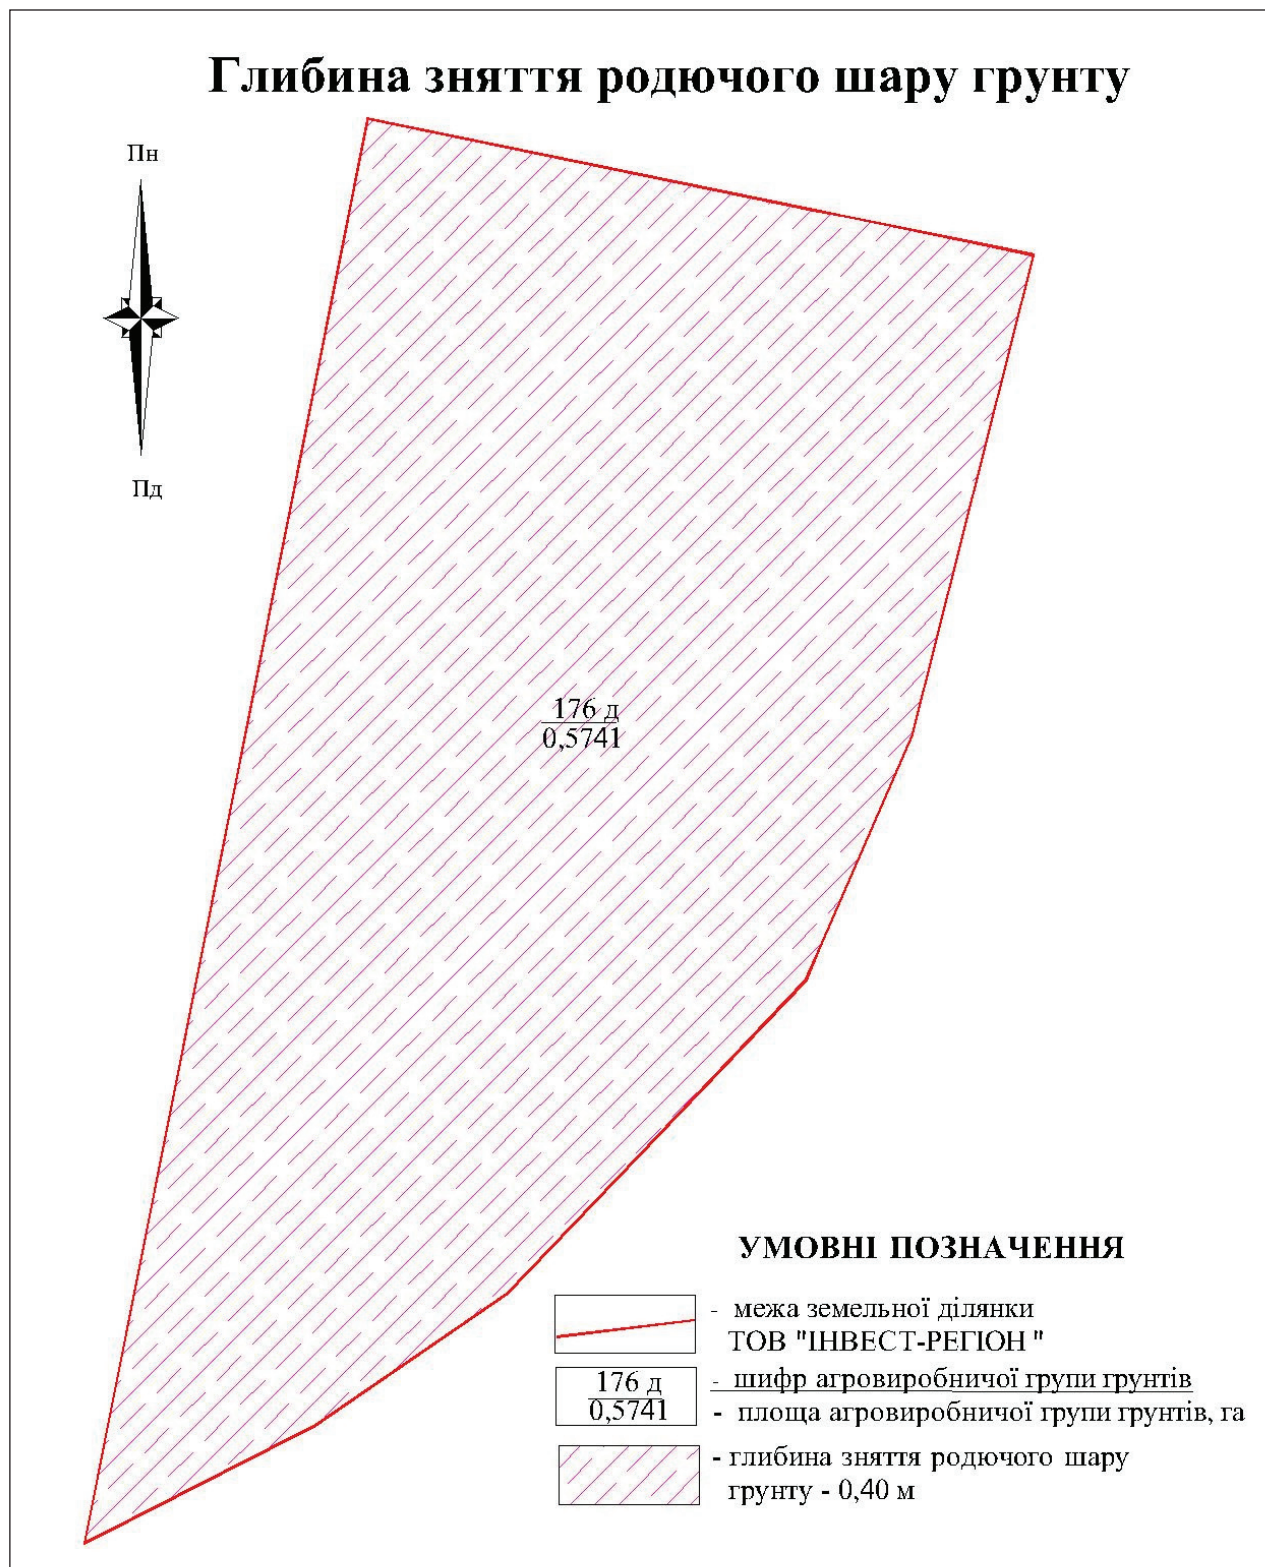 Глибина зняття родючого шару грунту
Пн
Пд
176 д
0,5741
УМОВНІ ПОЗНАЧЕННЯ
- межа земельної ділянки
ТОВ "ІНВЕСТ-РЕГІОН "
176 д
0,5741
- шифр агровиробничої групи грунтів
- площа агровиробничої групи грунтів, га
- глибина зняття родючого шару
грунту - 0,40 м